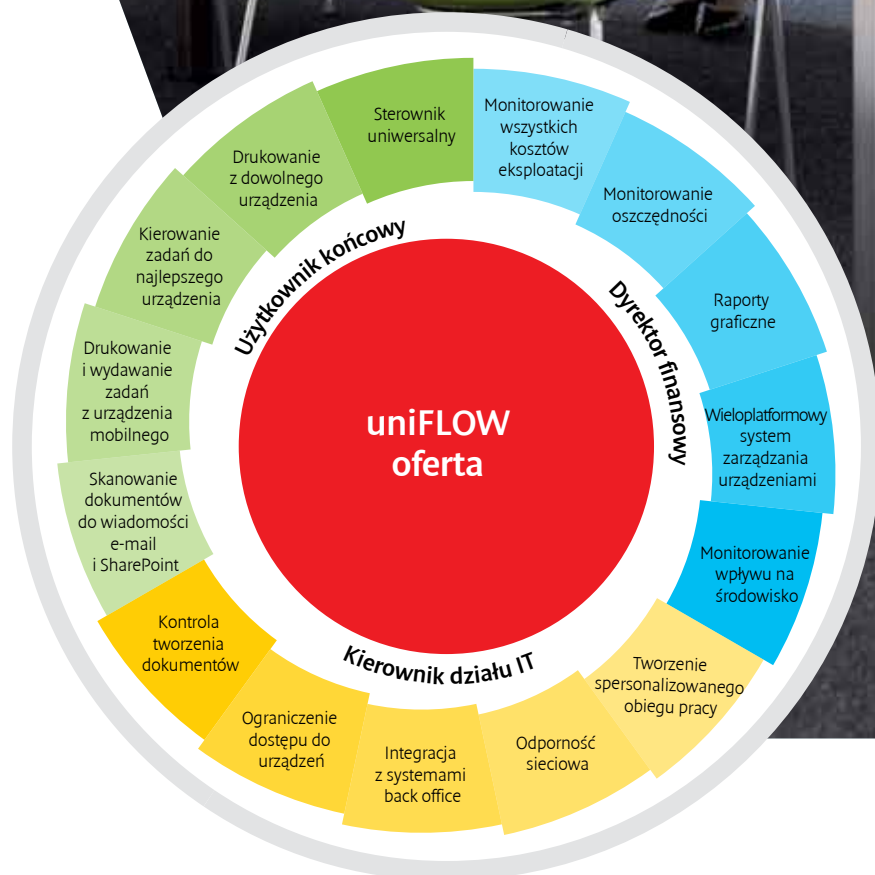 Sterownik
uniwersalny
Monitorowanie
wszystkich
kosztów
eksploatacji
Monitorowanie
oszczędności
Raporty
graficzne
Wieloplatformowy
system
zarządzania
urządzeniami
Monitorowanie
wpływu na
środowisko
Tworzenie
spersonalizowanego
obiegu pracy
Odporność
sieciowa
Integracja
z systemami
back office
Ograniczenie
dostępu do
urządzeń
Kontrola
tworzenia
dokumentów
Skanowanie
dokumentów
do wiadomości
e-mail
i SharePoint
Drukowanie
i wydawanie
zadań
z urządzenia
mobilnego
Kierowanie
zadań do
najlepszego
urządzenia
Drukowanie
z dowolnego
urządzenia
Użytkownik końcowy
Dyrektor finansowy
Kierownik działu IT
uniFLOW
oferta